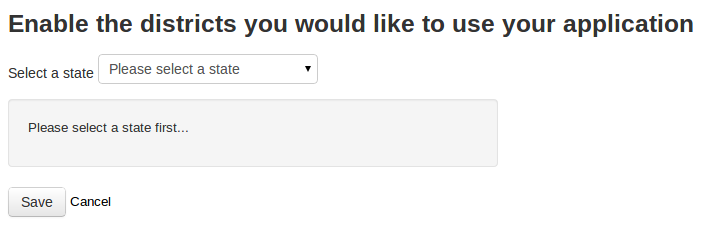 Enable the districts you would like to use your application
Select a state Please select a state
Please select a state first...
Save Cancel